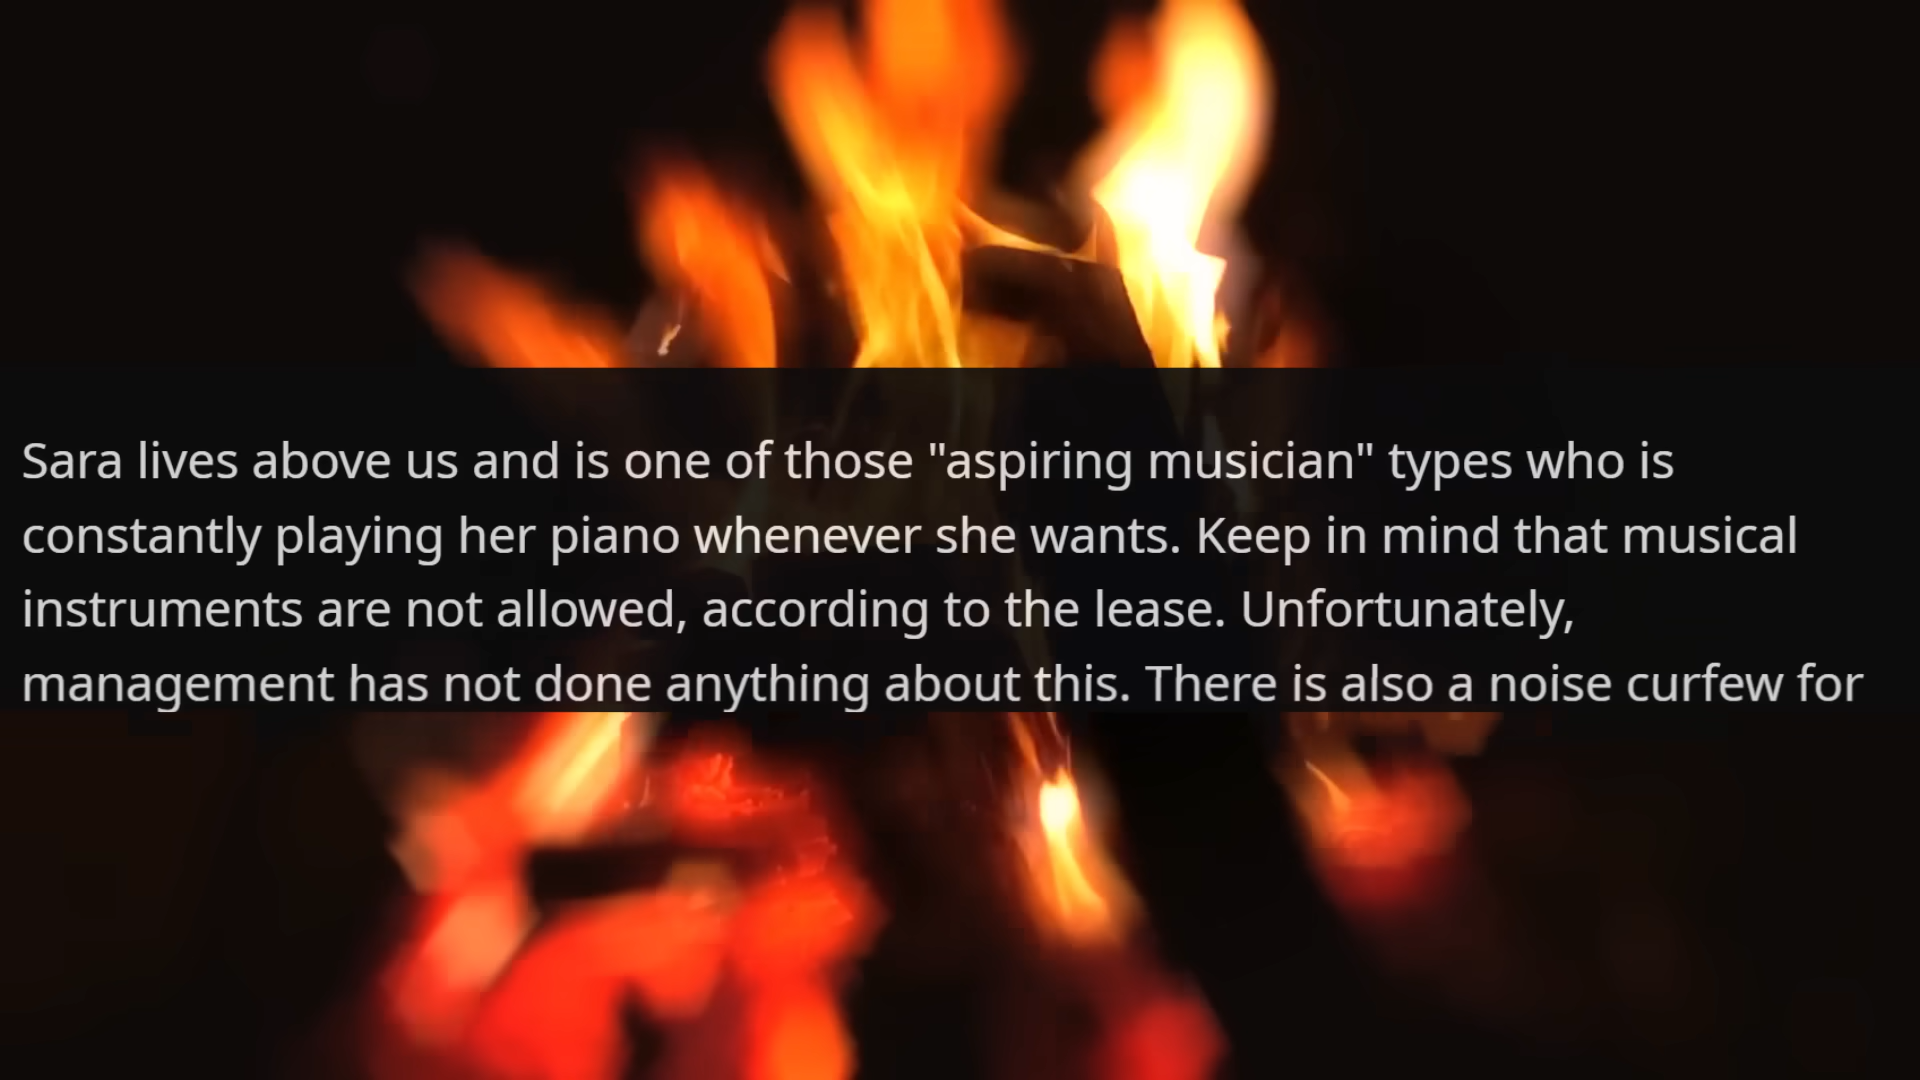 Sara lives above us and is one of those "aspiring musician" types who is
constantly playing her piano whenever she wants. Keep in mind that musical
instruments are not allowed, according to the lease. Unfortunately,
management has not done anything about this. There is also a noise curfew for